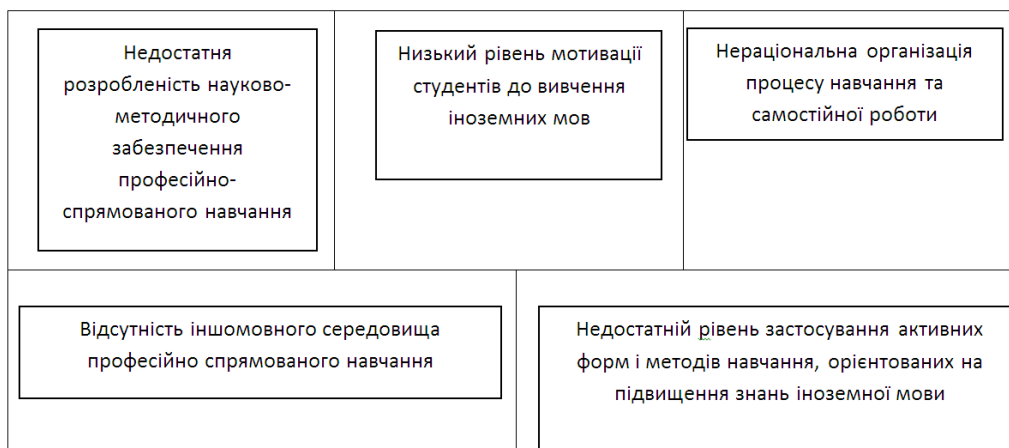 Недостатня
розробленість науково-
методичного
забезпечення
професійно-
спрямованого навчання
Низький рівень мотивації
студентів до вивчення
іноземних мов
Нераціональна організація
процесу навчання та
самостійної роботи
Відсутність іншомовного середовища
професійно спрямованого навчання
Недостатній рівень застосування активних
форм і методів навчання, орієнтованих на
підвищення знань іноземної мови